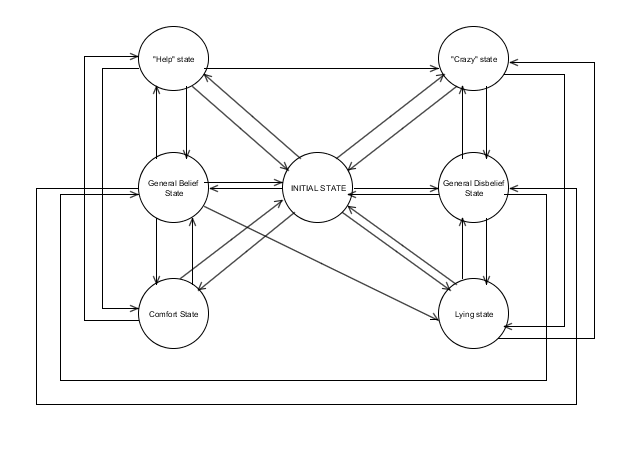 "Help" state
"Crazy" state
General Belief
State
INITIAL STATE
General Disbelief
State
Comfort State
Lying state